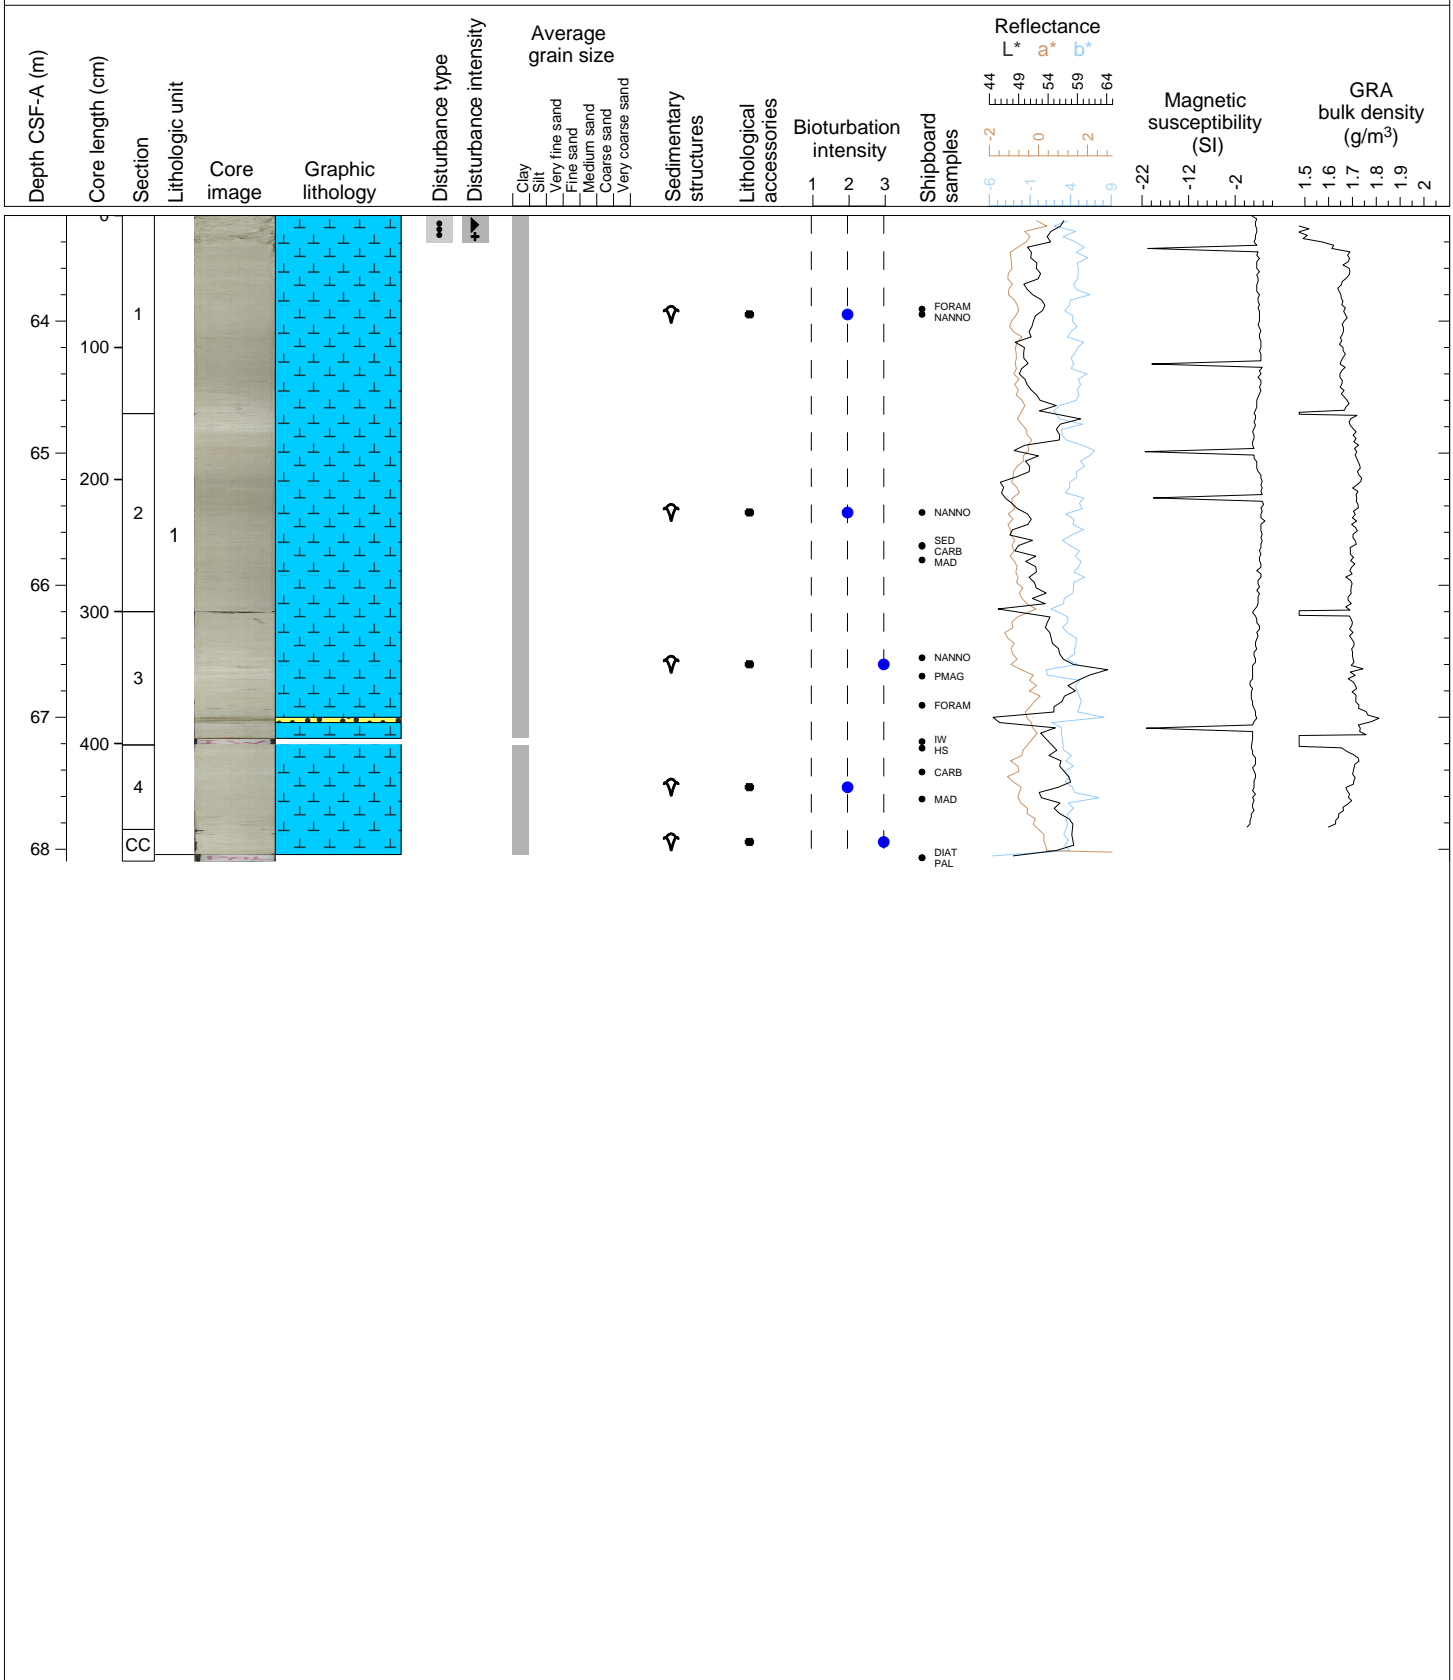 Depth CSF-A (m)
Core length (cm)
Section
Lithologic unit
Core
image
Graphic
lithology
Disturbance type
Disturbance intensity
Average
grain size
Clay
Silt
Very fine sand
Fine sand
Medium sand
Coarse sand
Very coarse sand
Sedimentary
structures
Lithological
accessories
Bioturbation
intensity
1 2 3
Shipboard
samples
Reflectance
L* a* b*
44 49 54 59 64
-2 0 2
-6 -1 4 9
Magnetic
susceptibility
(SI)
-22 -12 -2
GRA
bulk density
(g/m3)
1.5 1.6 1.7 1.8 1.9 2
0
1
FORAM
64
NANNO
100
65
200
2
NANNO
1
SED
CARB
MAD
66
300
3
NANNO
PMAG
FORAM
67
400
IW
HS
CARB
4
MAD
CC
68
DIAT
PAL